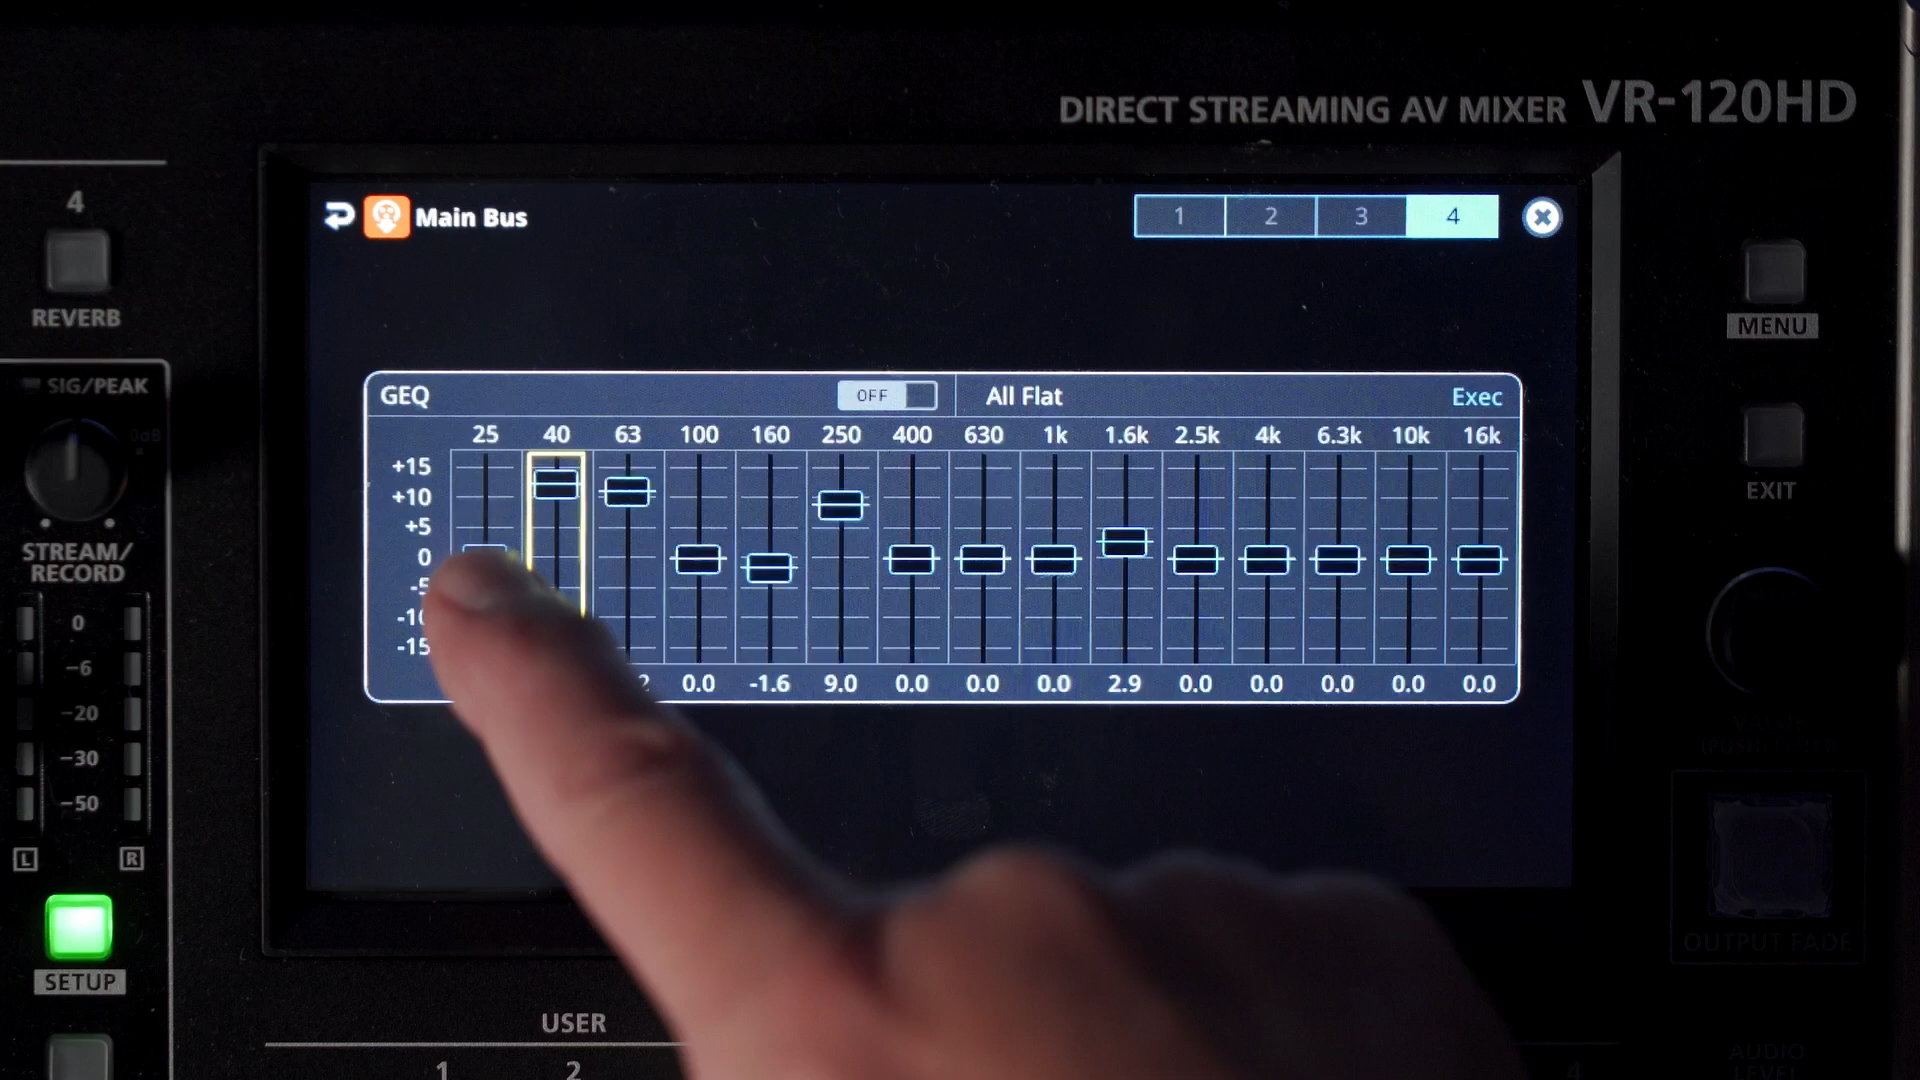 DIRECT STREAMING AV MIXER VR-120HD
4
REVERB
SIG/PEAK
0dB
STREAM/
RECORD
0
-6
-20
-30
-50
L R
SETUP
Main Bus
1 2 3 4
GEQ OFF All Flat Exec
25 40 63 100 160 250 400 630 1k 1.6k 2.5k 4k 6.3k 10k 16k
+15
+10
+5
0
-5
-10
-15
2 0.0 -1.6 9.0 0.0 0.0 0.0 2.9 0.0 0.0 0.0 0.0 0.0
MENU
EXIT
OUTPUT FADE
USER
1 2 4
AUDIO
LEVEL